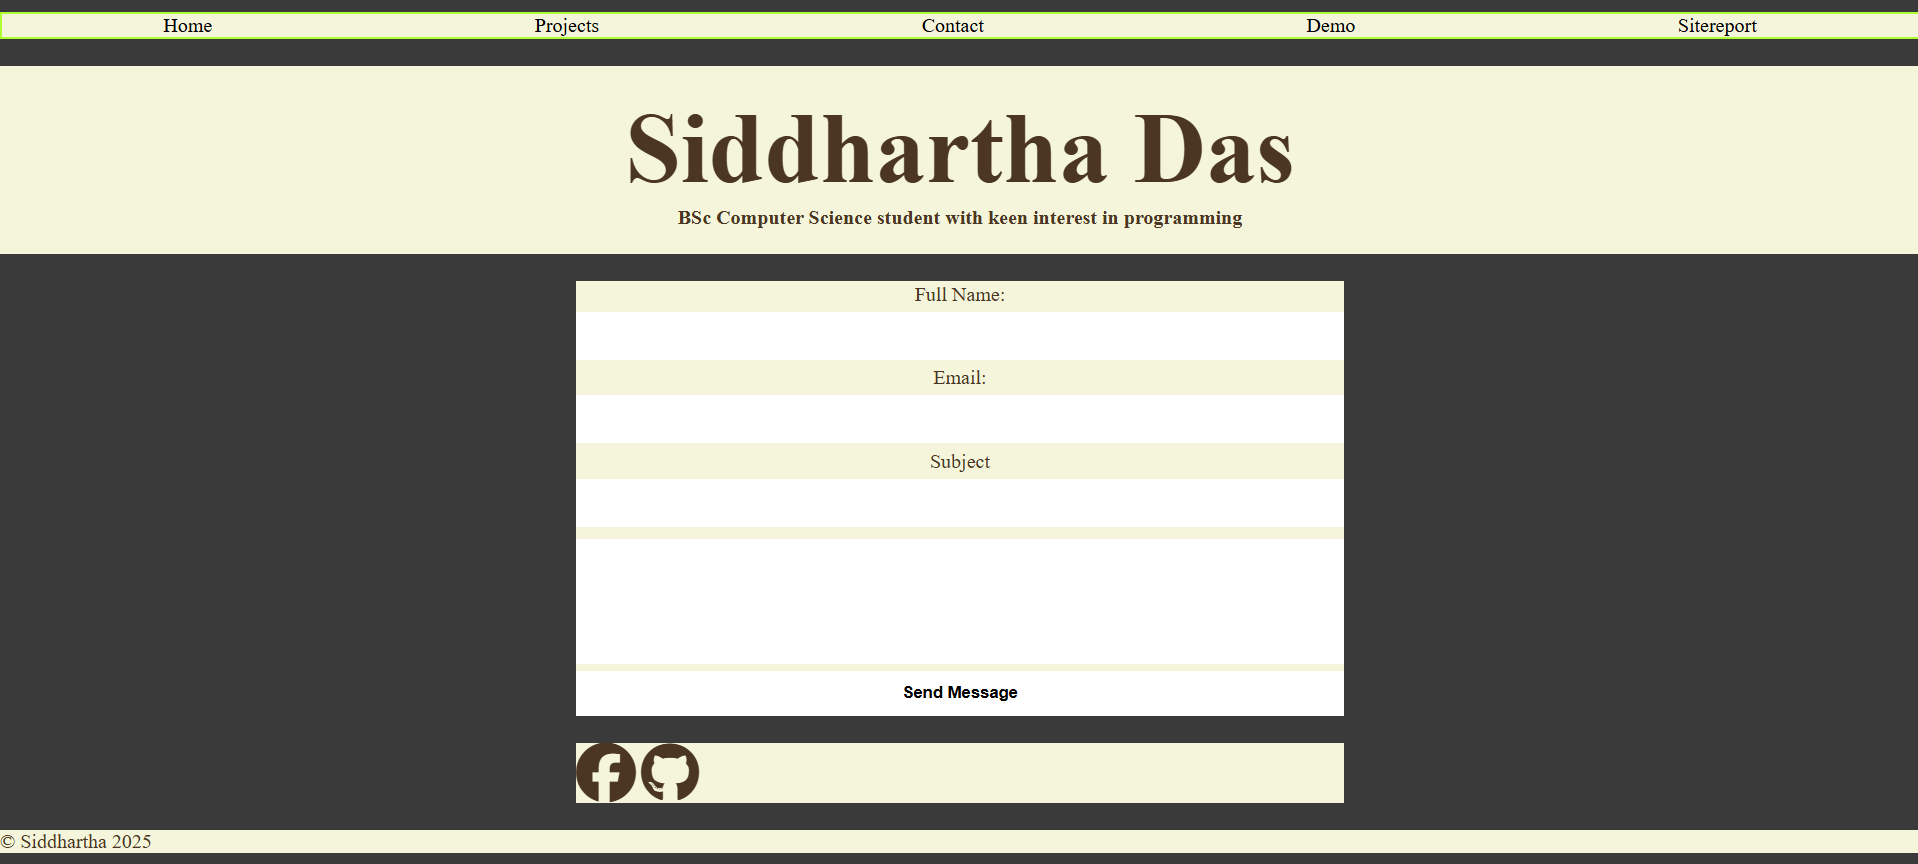 Home Projects Contact Demo Sitereport
Siddhartha Das
BSc Computer Science student with keen interest in programming
Full Name:
Email:
Subject
Send Message
© Siddhartha 2025